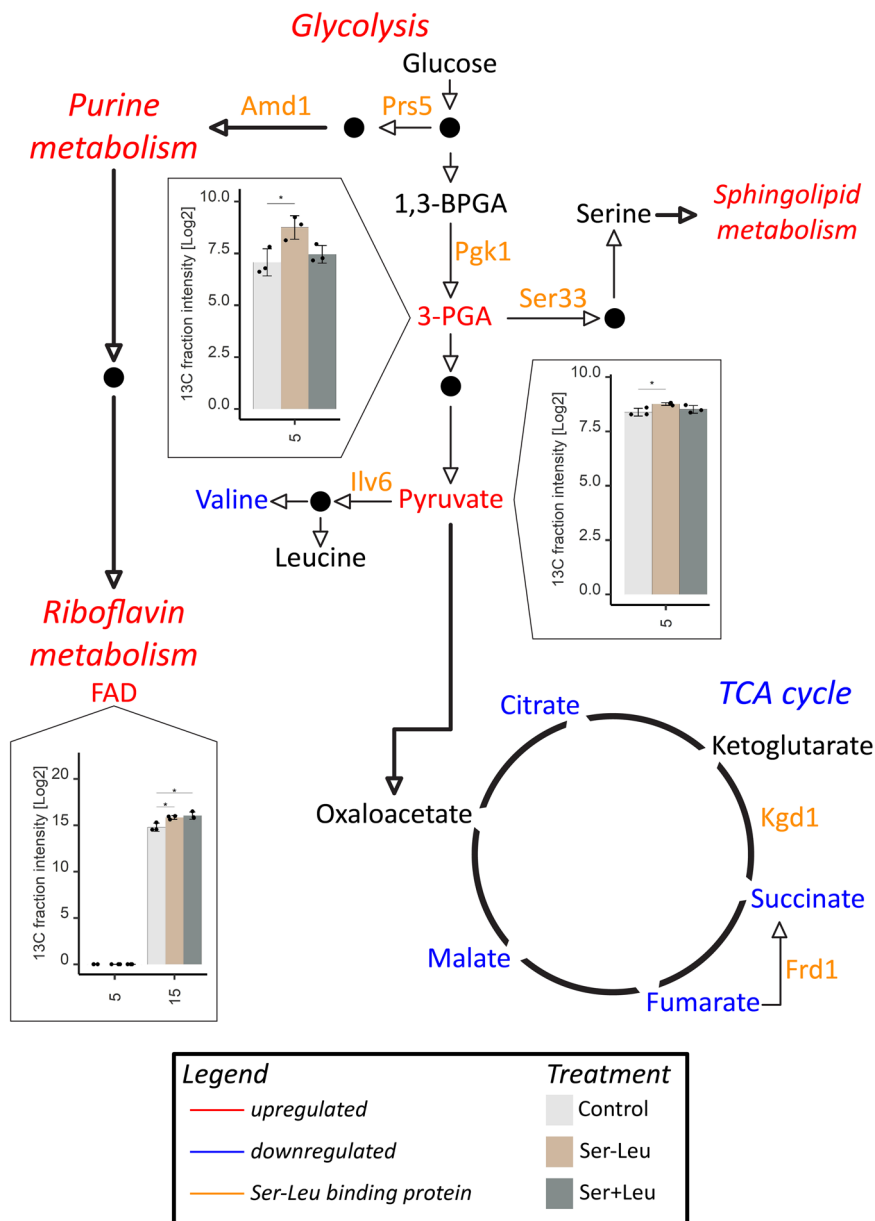 Glycolysis
Glucose
Purine
metabolism
Amd1
Prs5
1,3-BPGA
Pgk1
Serine
Sphingolipid
metabolism
3-PGA
Ser33
13C fraction intensity [Log2]
10.0
7.5
5.0
2.5
0.0
*
5
13C fraction intensity [Log2]
10.0
7.5
5.0
2.5
0.0
*
5
Valine
Ilv6
Pyruvate
Leucine
Riboflavin
metabolism
FAD
13C fraction intensity [Log2]
20
15
10
5
0
*
*
5
15
TCA cycle
Citrate
Ketoglutarate
Oxaloacetate
Kgd1
Succinate
Malate
Frd1
Fumarate
Legend
upregulated
downregulated
Ser-Leu binding protein
Treatment
Control
Ser-Leu
Ser+Leu